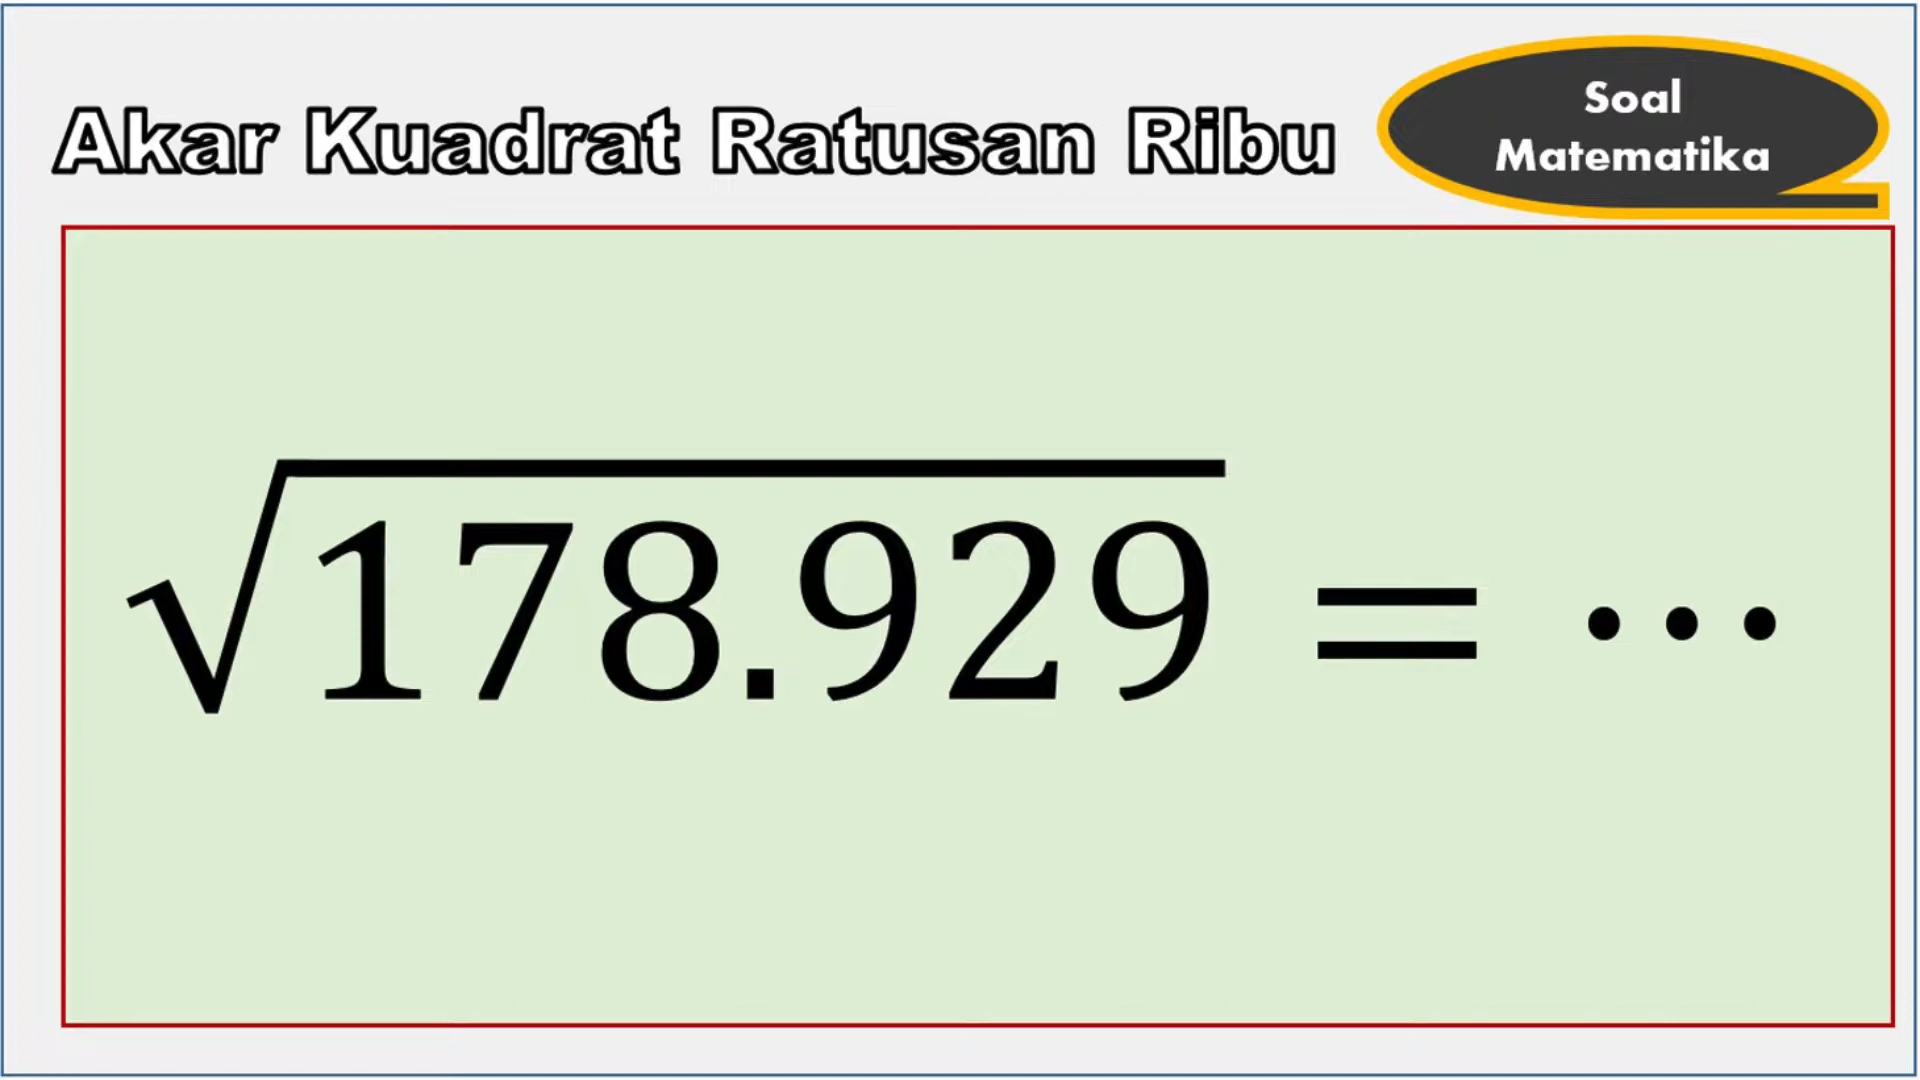 Akar Kuadrat Ratusan Ribu
Soal
Matematika
√178.929 = ⋯